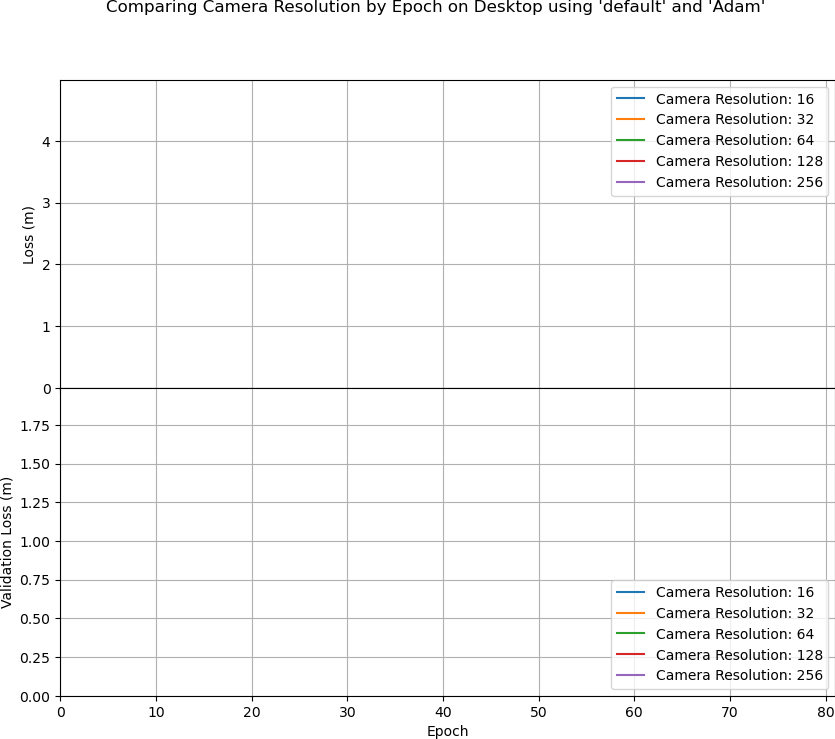 Comparing Camera Resolution by Epoch on Desktop using 'default' and 'Adam'
Camera Resolution: 16
Camera Resolution: 32
Camera Resolution: 64
Camera Resolution: 128
Camera Resolution: 256
4
3
2
1
0
Loss (m)
1.75
1.50
1.25
1.00
0.75
0.50
0.25
0.00
Validation Loss (m)
Camera Resolution: 16
Camera Resolution: 32
Camera Resolution: 64
Camera Resolution: 128
Camera Resolution: 256
0 10 20 30 40 50 60 70 80
Epoch